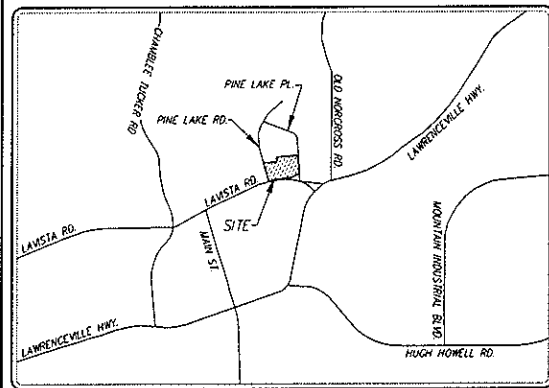 CHAMBLEE TUCKER RD
PINE LAKE PL.
OLD NORCROSS RD
LAWRENCEVILLE HWY.
PINE LAKE RD.
LAVISTA RD.
SITE
MAIN ST.
LAVISTA RD.
MOUNTAIN INDUSTRIAL BLVD
LAWRENCEVILLE HWY.
HUGH HOWELL RD.